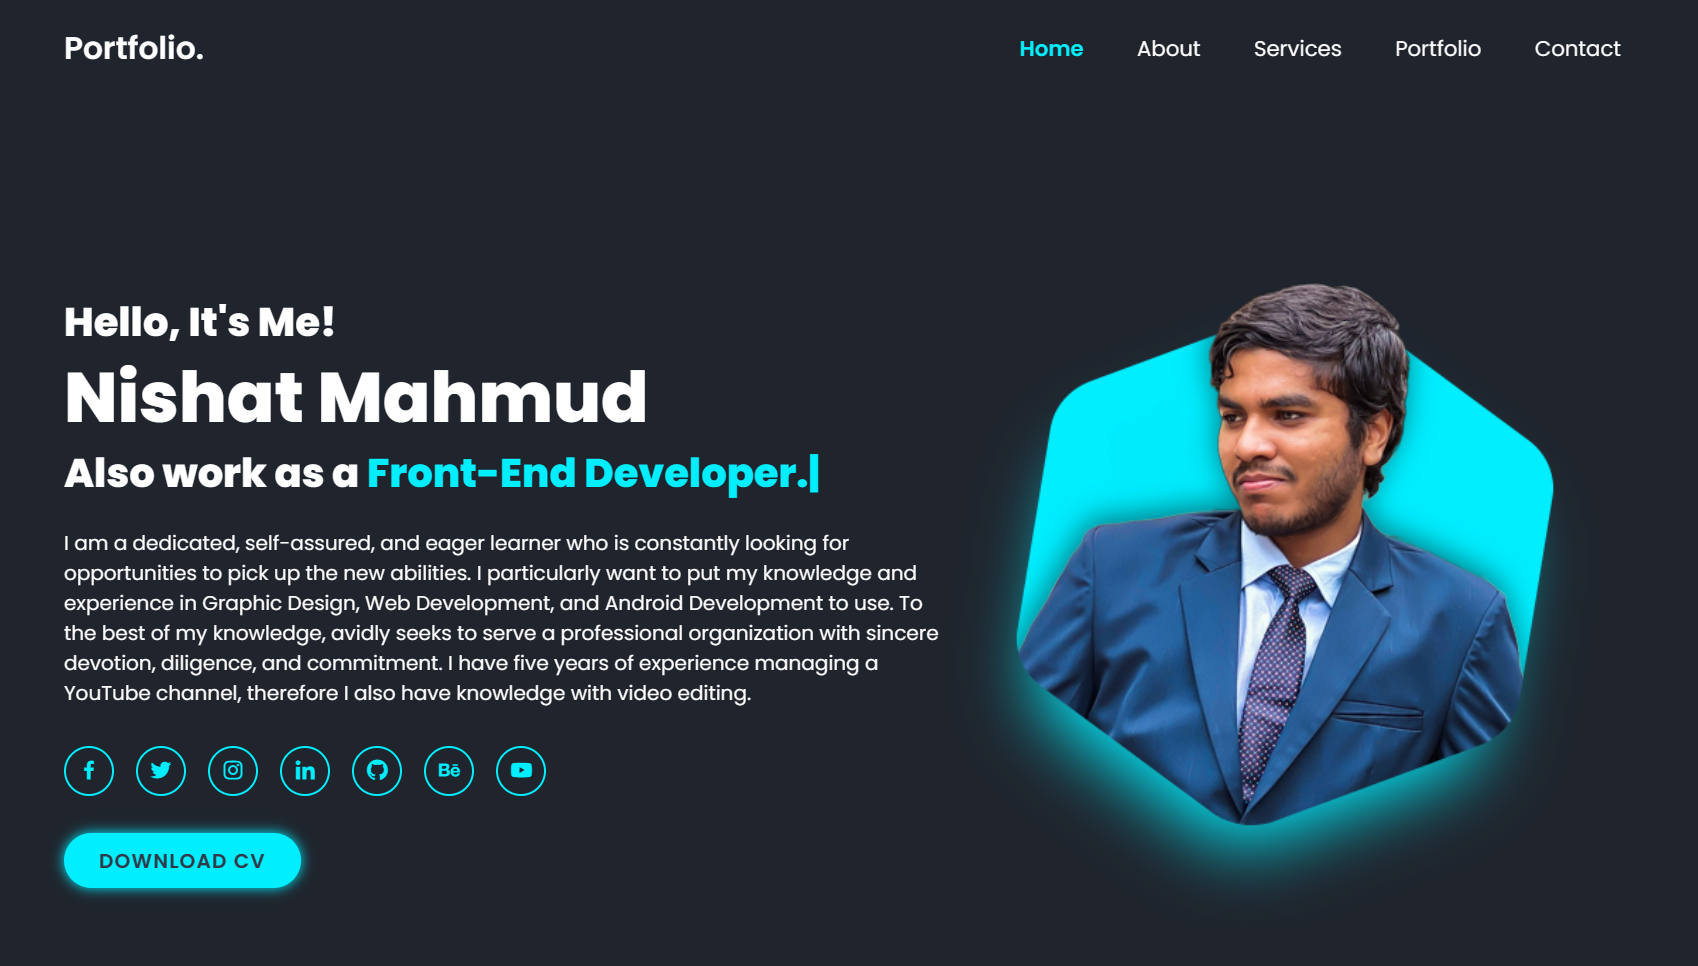 Portfolio.
Home About Services Portfolio Contact
Hello, It's Me!
Nishat Mahmud
Also work as a Front-End Developer.|
I am a dedicated, self-assured, and eager learner who is constantly looking for
opportunities to pick up the new abilities. I particularly want to put my knowledge and
experience in Graphic Design, Web Development, and Android Development to use. To
the best of my knowledge, avidly seeks to serve a professional organization with sincere
devotion, diligence, and commitment. I have five years of experience managing a
YouTube channel, therefore I also have knowledge with video editing.
DOWNLOAD CV